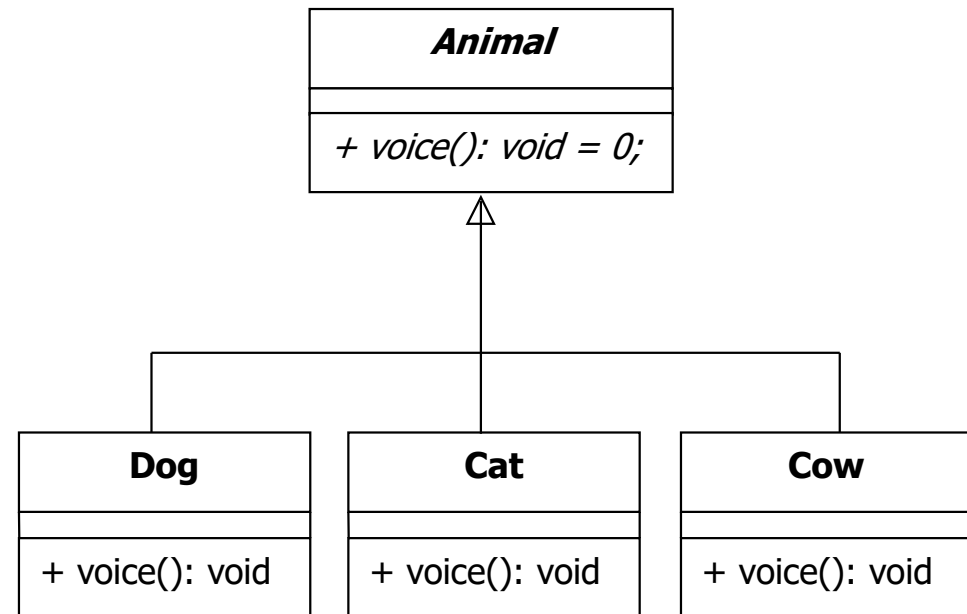 Animal
+ voice(): void = 0;
Dog
Cat
Cow
+ voice(): void
+ voice(): void
+ voice(): void